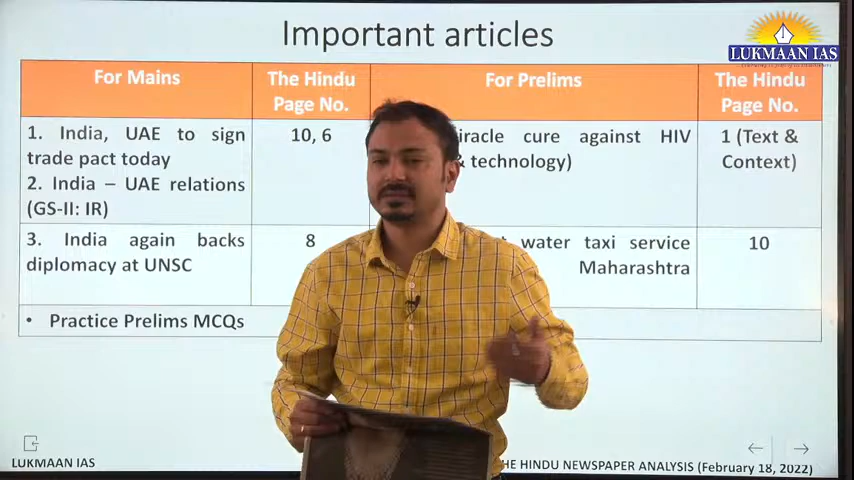 Important articles
LUKMAAN IAS
For Mains
The Hindu
Page No.
For Prelims
The Hindu
Page No.
1. India, UAE to sign
trade pact today
2. India – UAE relations
(GS-II: IR)
10, 6
cure against HIV
& technology)
1 (Text &
Context)
3. India again backs
diplomacy at UNSC
8
water taxi service
Maharashtra
10
• Practice Prelims MCQs
LUKMAAN IAS
HINDU NEWSPAPER ANALYSIS (February 18, 2022)